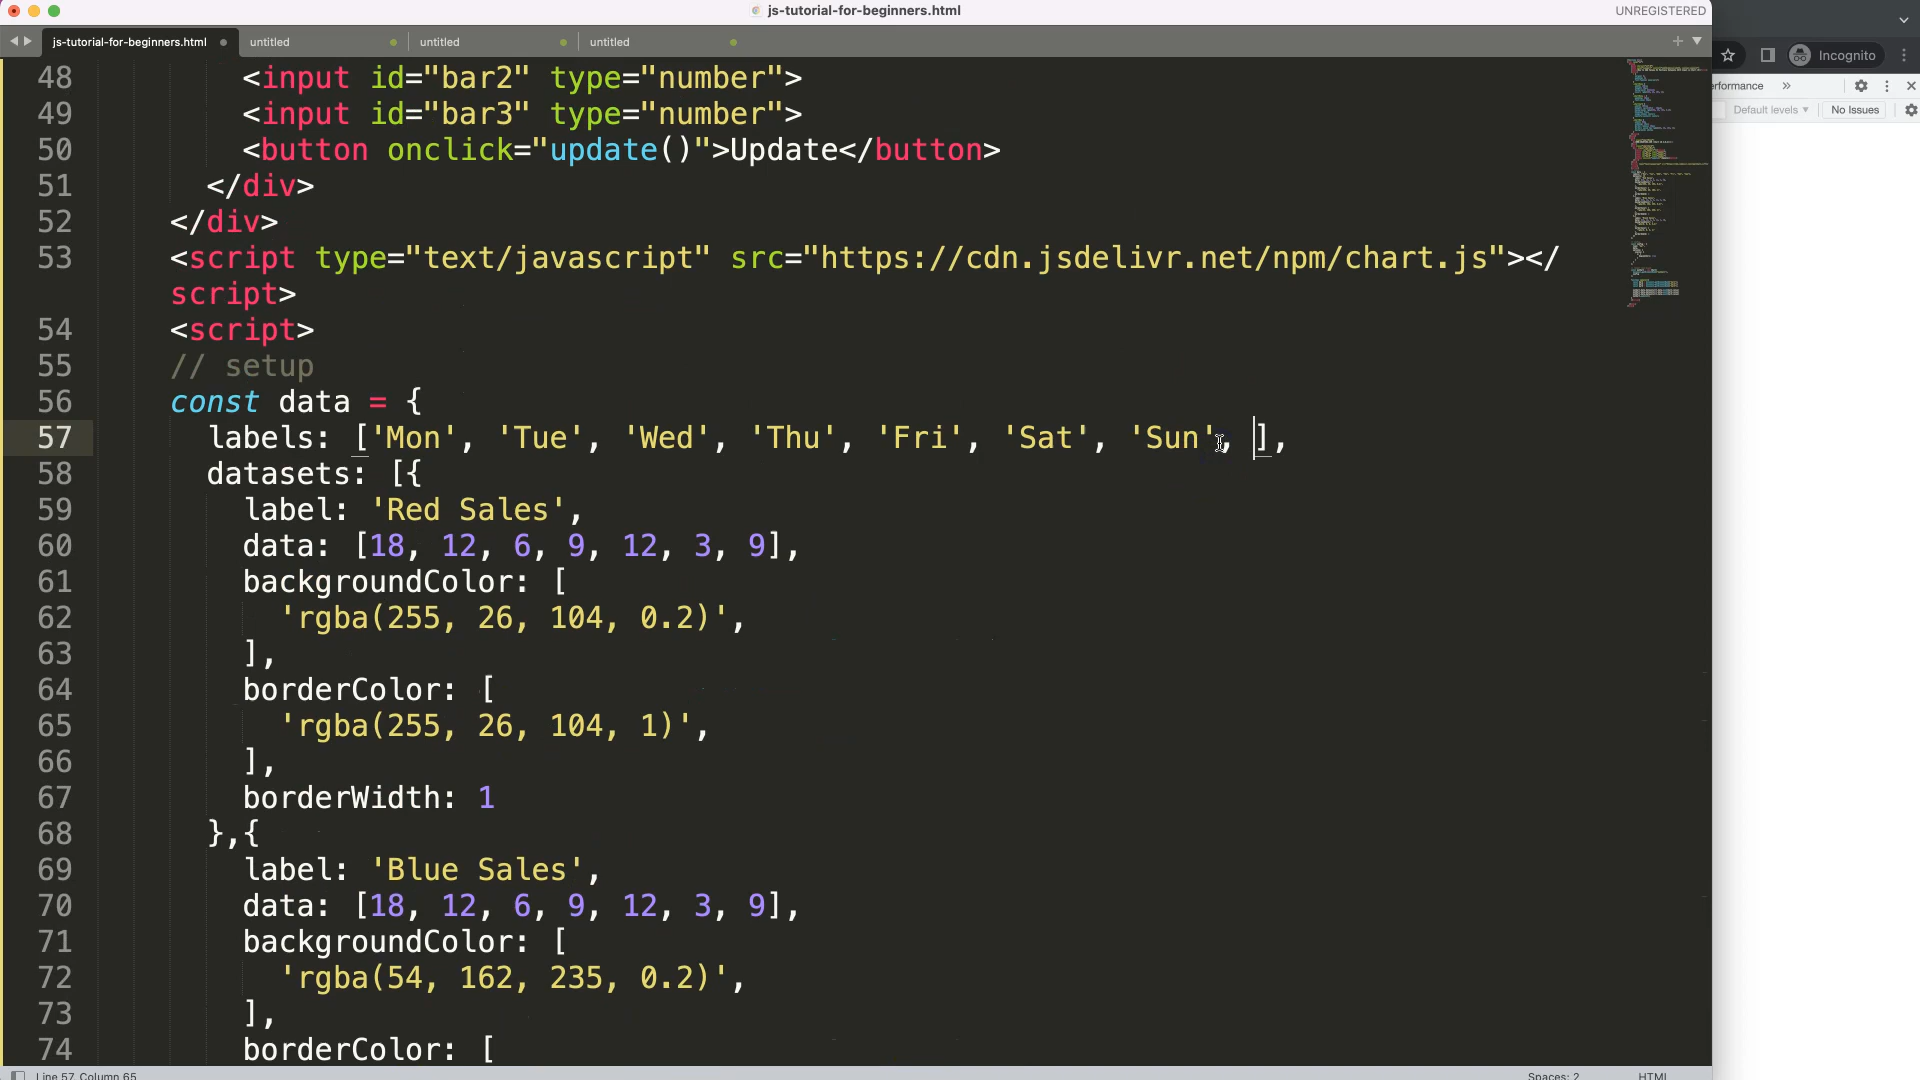 js-tutorial-for-beginners.html
UNREGISTERED
js-tutorial-for-beginners.html untitled untitled untitled
Incognito
erformance »
Default levels ▾ No Issues
48 <input id="bar2" type="number">
49 <input id="bar3" type="number">
50 <button onclick="update()">Update</button>
51 </div>
52 </div>
53 <script type="text/javascript" src="https://cdn.jsdelivr.net/npm/chart.js"></
script>
54 <script>
55 // setup
56 const data = {
57 labels: ['Mon', 'Tue', 'Wed', 'Thu', 'Fri', 'Sat', 'Sun', ],
58 datasets: [{
59 label: 'Red Sales',
60 data: [18, 12, 6, 9, 12, 3, 9],
61 backgroundColor: [
62 'rgba(255, 26, 104, 0.2)',
63 ],
64 borderColor: [
65 'rgba(255, 26, 104, 1)',
66 ],
67 borderWidth: 1
68 },{
69 label: 'Blue Sales',
70 data: [18, 12, 6, 9, 12, 3, 9],
71 backgroundColor: [
72 'rgba(54, 162, 235, 0.2)',
73 ],
74 borderColor: [
Line 57, Column 65
Spaces: 2
HTML